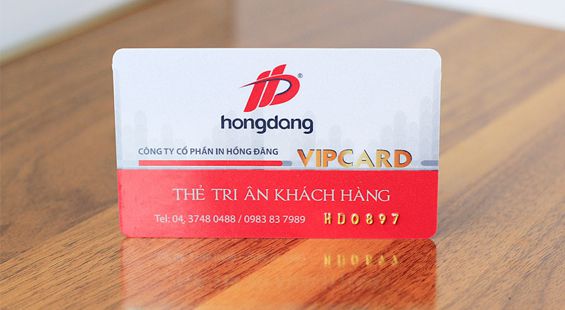 hongdang
CÔNG TY CỔ PHẦN IN HỒNG ĐĂNG
VIPCARD
THẺ TRI ÂN KHÁCH HÀNG
Tel: 04. 3748 0488 / 0983 83 7989
HD0897